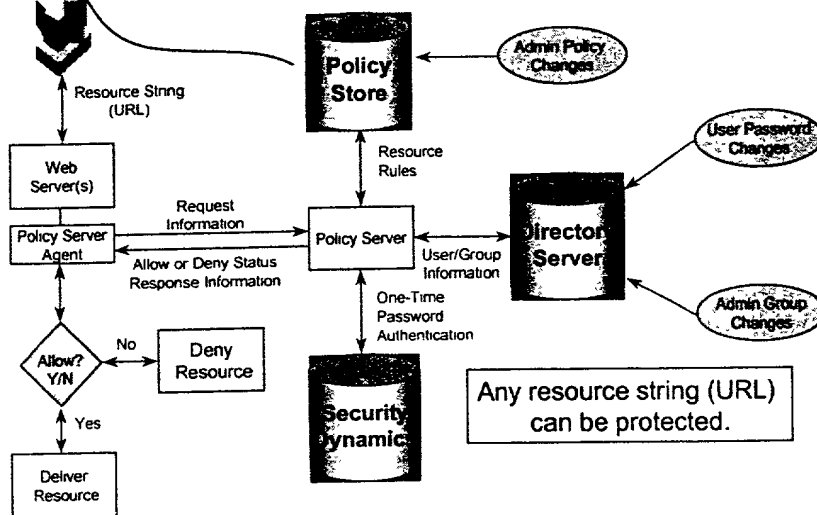 Policy
Store
Admin Policy
Changes
Resource String
(URL)
User Password
Changes
Web
Server(s)
Resource
Rules
Request
Information
Policy Server
Agent
Policy Server
Director
Server
User/Group
Information
Allow or Deny Status
Response Information
One-Time
Password
Authentication
Admin Group
Changes
Allow?
Y/N
No
Deny
Resource
Security
Dynamic
Any resource string (URL)
can be protected.
Yes
Deliver
Resource